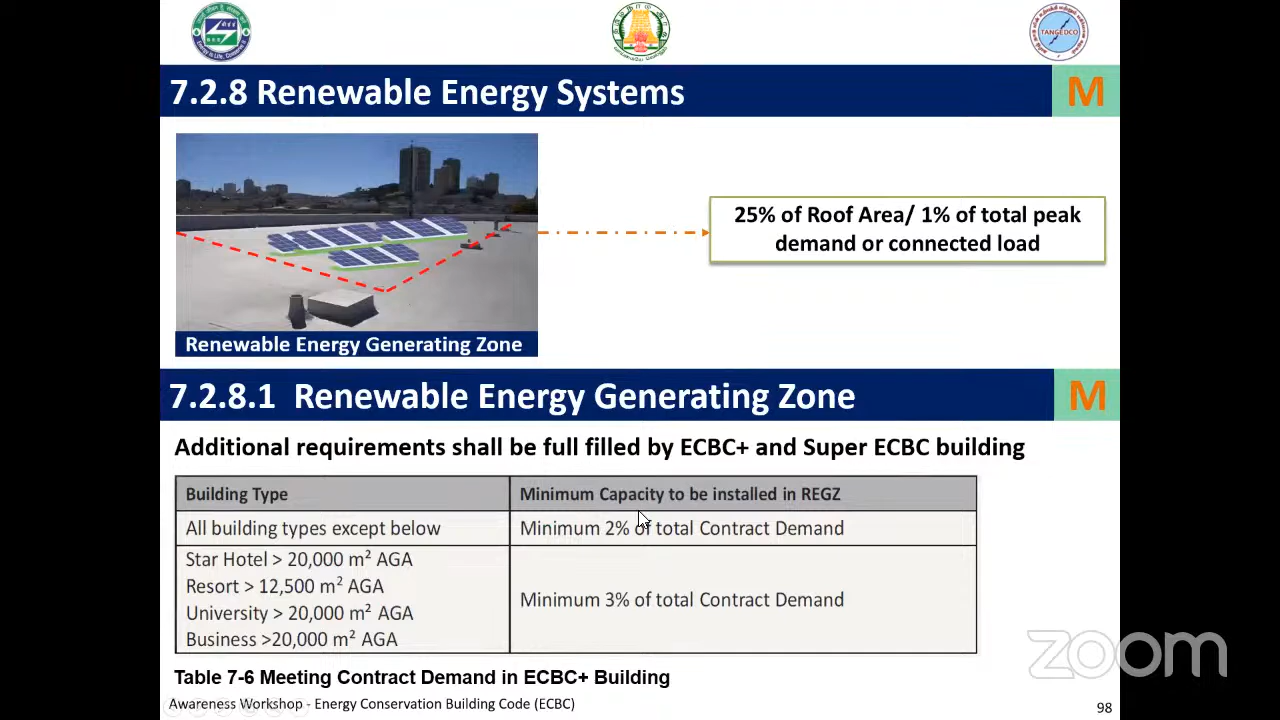 TANGEDCO
7.2.8 Renewable Energy Systems
M
25% of Roof Area/ 1% of total peak
demand or connected load
Renewable Energy Generating Zone
7.2.8.1 Renewable Energy Generating Zone
M
Additional requirements shall be full filled by ECBC+ and Super ECBC building
Building Type
Minimum Capacity to be installed in REGZ
All building types except below
Minimum 2% of total Contract Demand
Star Hotel > 20,000 m² AGA
Resort > 12,500 m² AGA
University > 20,000 m² AGA
Business >20,000 m² AGA
Minimum 3% of total Contract Demand
zoom
Table 7-6 Meeting Contract Demand in ECBC+ Building
Awareness Workshop - Energy Conservation Building Code (ECBC)
98